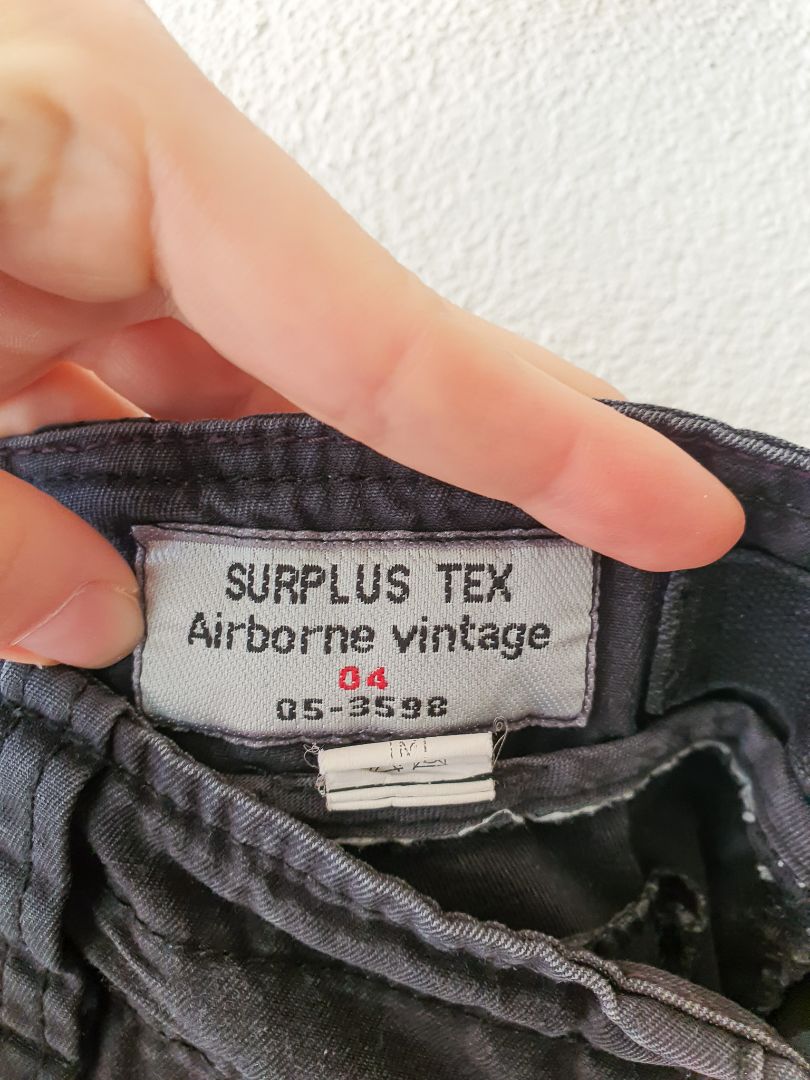 SURPLUS TEX
Airborne vintage
04
05-3598
M